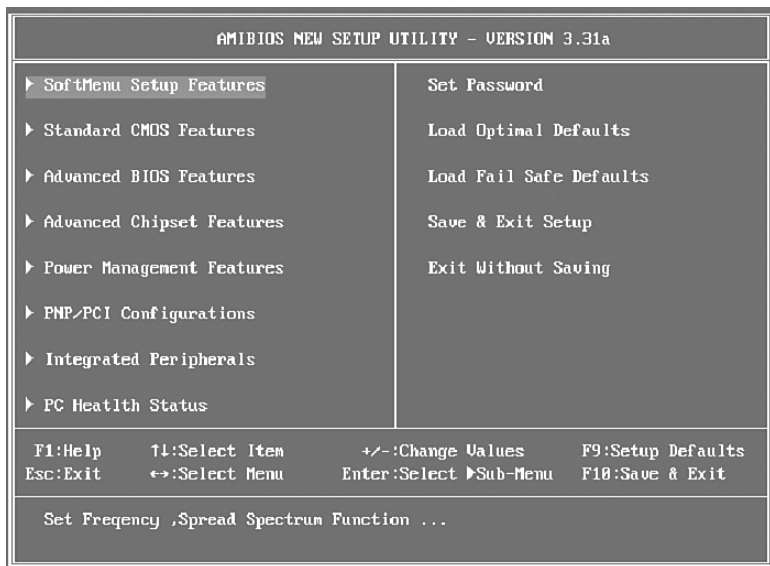 AMIBIOS NEW SETUP UTILITY - VERSION 3.31a
▶ SoftMenu Setup Features
▶ Standard CMOS Features
▶ Advanced BIOS Features
▶ Advanced Chipset Features
▶ Power Management Features
▶ PNP/PCI Configurations
▶ Integrated Peripherals
▶ PC Heatlth Status
Set Password
Load Optimal Defaults
Load Fail Safe Defaults
Save & Exit Setup
Exit Without Saving
F1:Help ↑↓:Select Item +/-:Change Values F9:Setup Defaults
Esc:Exit ↔:Select Menu Enter:Select ▶Sub-Menu F10:Save & Exit
Set Freqency ,Spread Spectrum Function ...